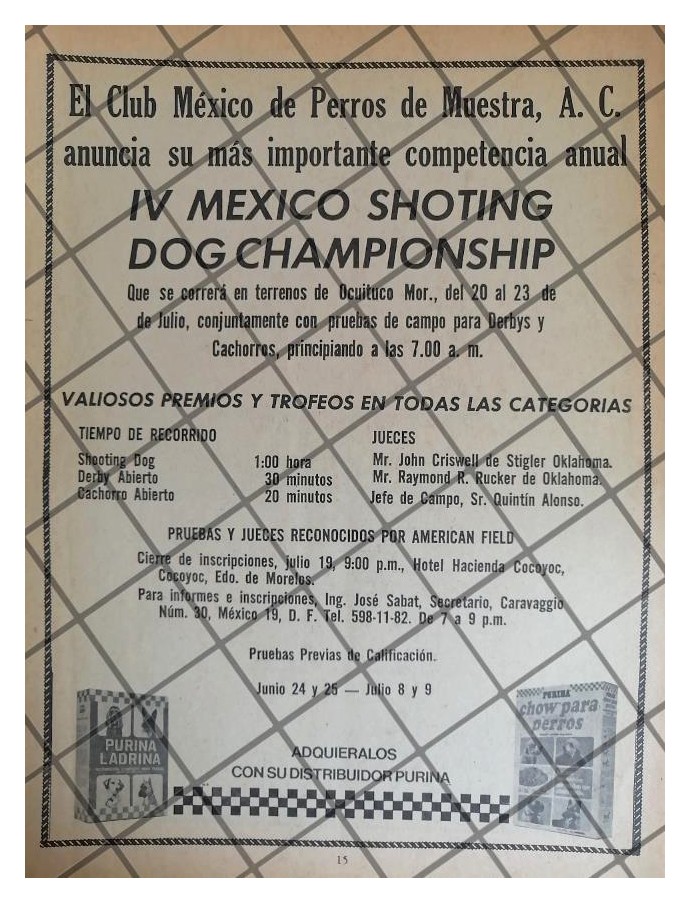 El Club México de Perros de Muestra, A. C.
anuncia su más importante competencia anual
IV MEXICO SHOTING
DOG CHAMPIONSHIP
Que se correrá en terrenos de Ocuituco Mor., del 20 al 23 de
de Julio, conjuntamente con pruebas de campo para Derbys y
Cachorros, principiando a las 7.00 a. m.
VALIOSOS PREMIOS Y TROFEOS EN TODAS LAS CATEGORIAS
TIEMPO DE RECORRIDO
Shooting Dog 1:00 hora
Derby Abierto 30 minutos
Cachorro Abierto 20 minutos
JUECES
Mr. John Criswell de Stigler Oklahoma.
Mr. Raymond R. Rucker de Oklahoma.
Jefe de Campo, Sr. Quintín Alonso.
PRUEBAS Y JUECES RECONOCIDOS POR AMERICAN FIELD
Cierre de inscripciones, julio 19, 9:00 p.m., Hotel Hacienda Cocoyoc,
Cocoyoc, Edo. de Morelos.
Para informes e inscripciones, Ing. José Sabat, Secretario, Caravaggio
Núm. 30, México 19, D. F. Tel. 598-11-82. De 7 a 9 p.m.
Pruebas Previas de Calificación.
Junio 24 y 25 — Julio 8 y 9
PURINA
LADRINA
PURINA
chow para
perros
ADQUIERALOS
CON SU DISTRIBUIDOR PURINA
15